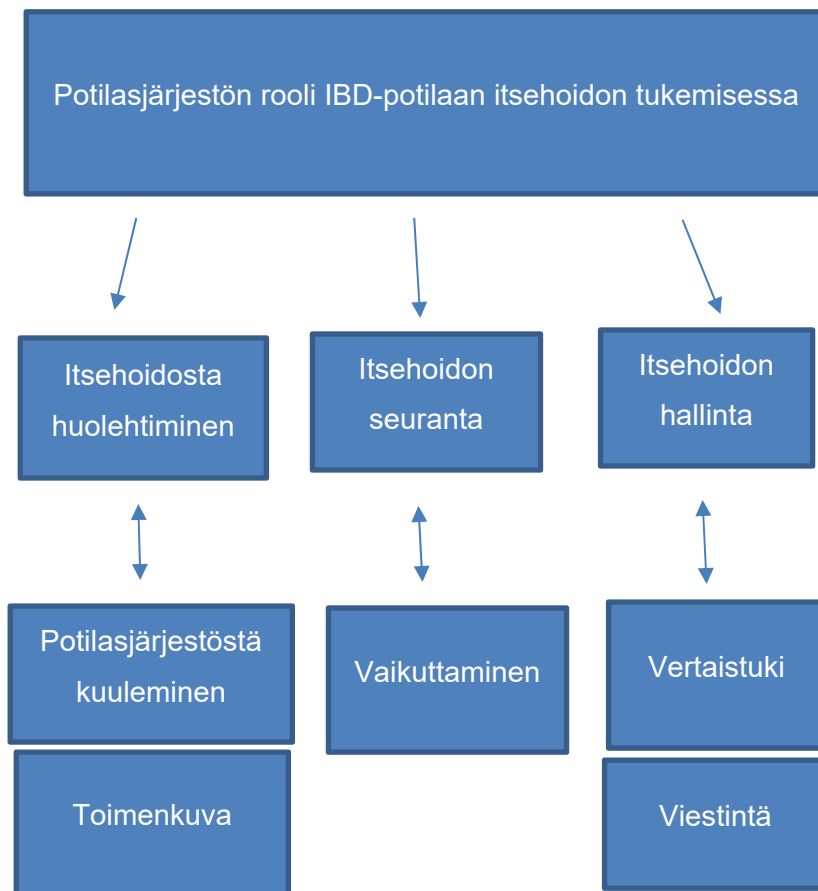 Potilasjärjestön rooli IBD-potilaan itsehoidon tukemisessa
Itsehoidosta
huolehtiminen
Itsehoidon
seuranta
Itsehoidon
hallinta
Potilasjärjestöstä
kuuleminen
Vaikuttaminen
Vertaistuki
Toimenkuva
Viestintä